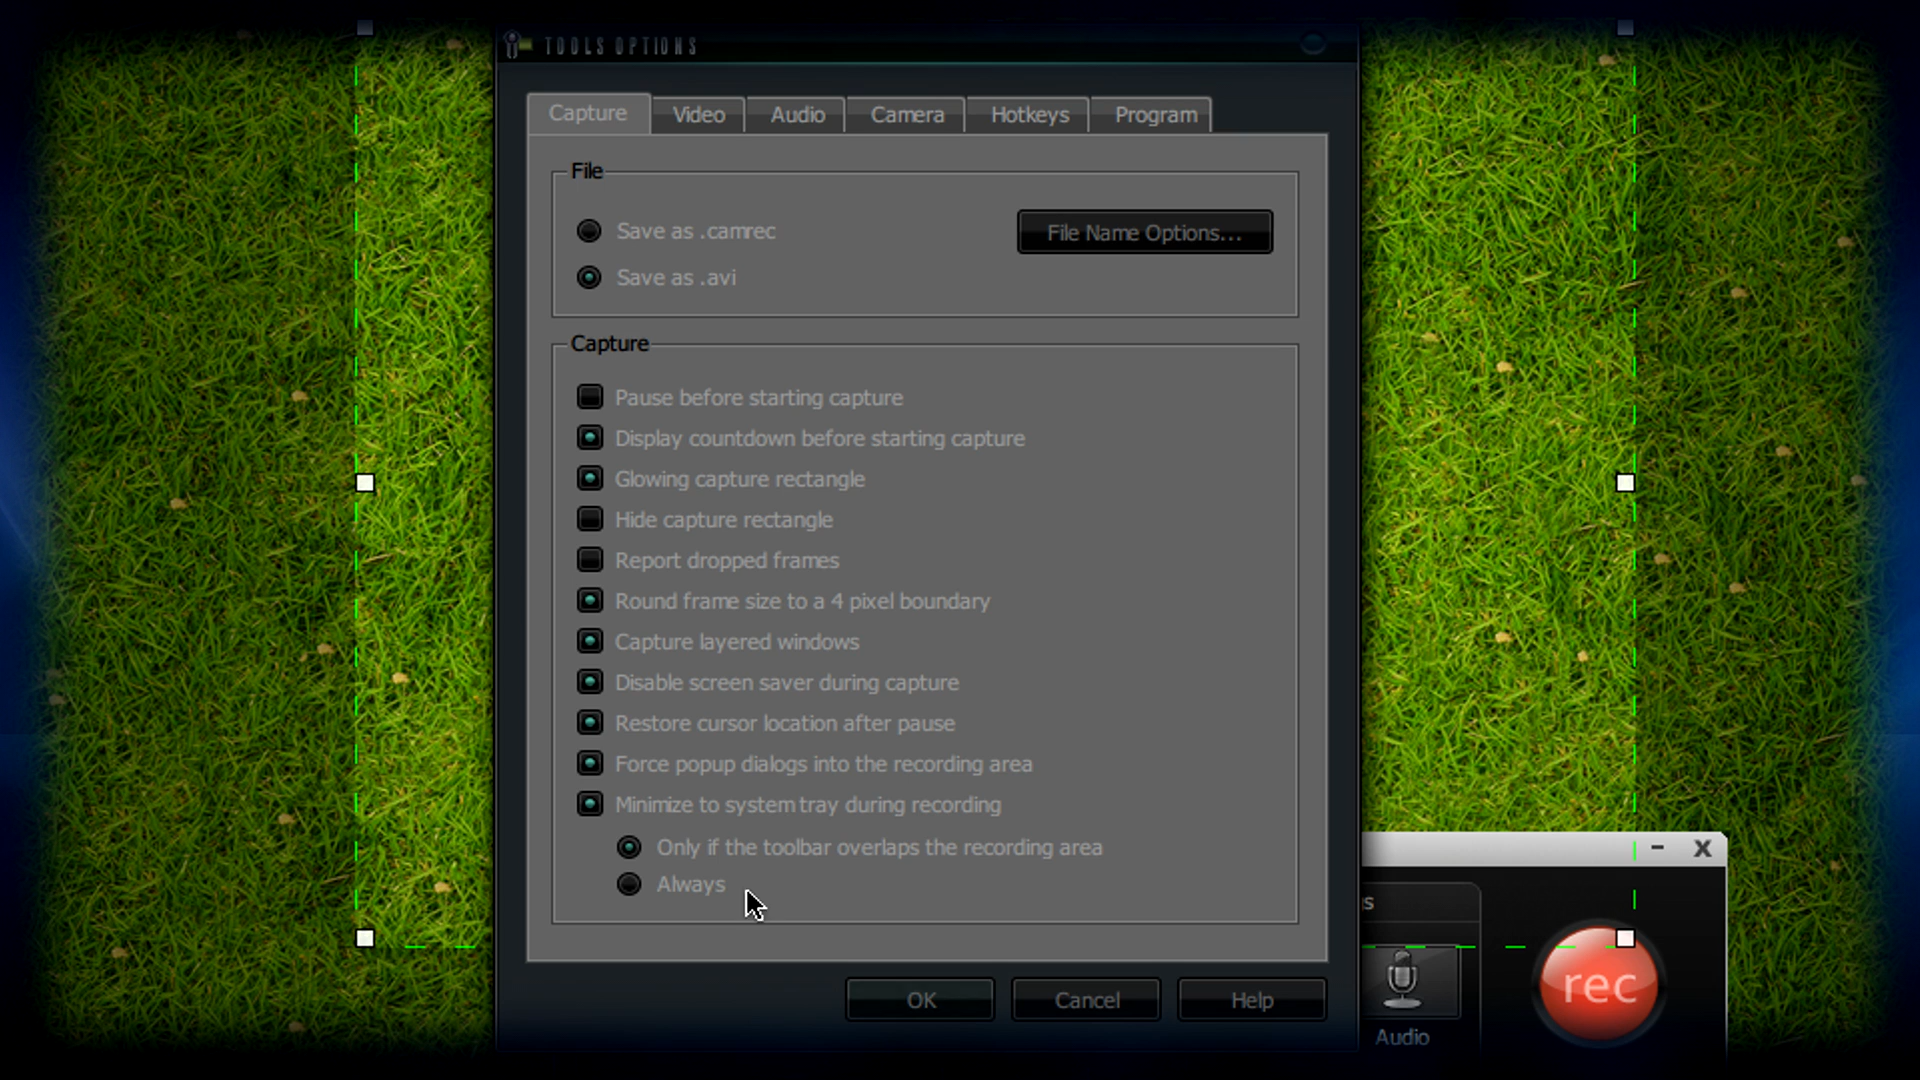 TOOLS OPTIONS
Capture Video Audio Camera Hotkeys Program
File
Save as .camrec
File Name Options...
Save as .avi
Capture
Pause before starting capture
Display countdown before starting capture
Glowing capture rectangle
Hide capture rectangle
Report dropped frames
Round frame size to a 4 pixel boundary
Capture layered windows
Disable screen saver during capture
Restore cursor location after pause
Force popup dialogs into the recording area
Minimize to system tray during recording
Only if the toolbar overlaps the recording area
Always
OK Cancel Help
rec
Audio